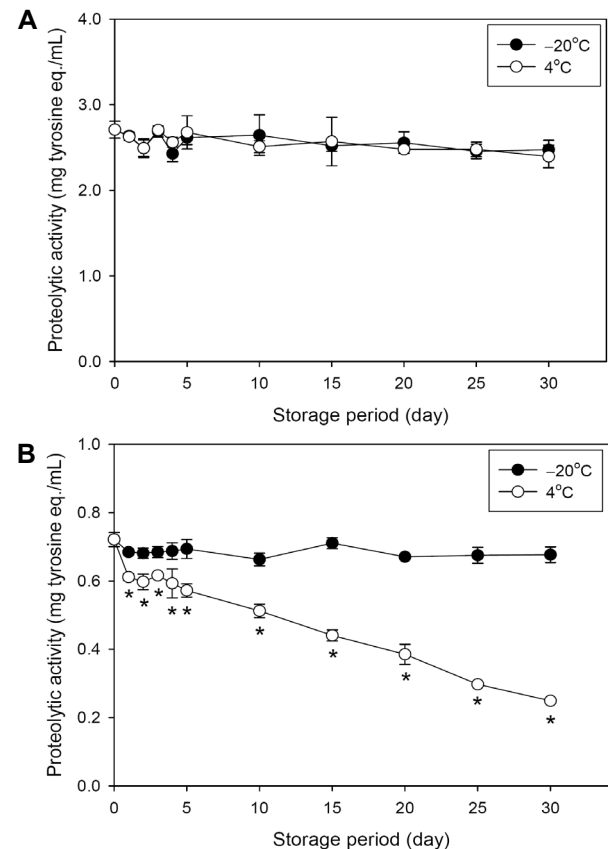 A
4.0
3.0
2.0
1.0
0.0
Proteolytic activity (mg tyrosine eq./mL)
−20°C
4°C
0 5 10 15 20 25 30
Storage period (day)
B
1.0
0.8
0.6
0.4
0.2
0.0
Proteolytic activity (mg tyrosine eq./mL)
−20°C
4°C
* * * * * * * * * *
0 5 10 15 20 25 30
Storage period (day)